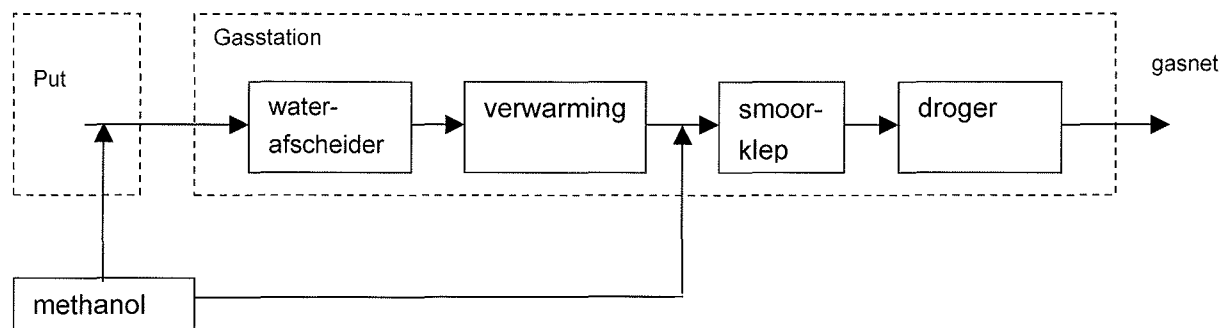 Gasstation
Put
gasnet
water-
afscheider
verwarming
smoor-
klep
droger
methanol